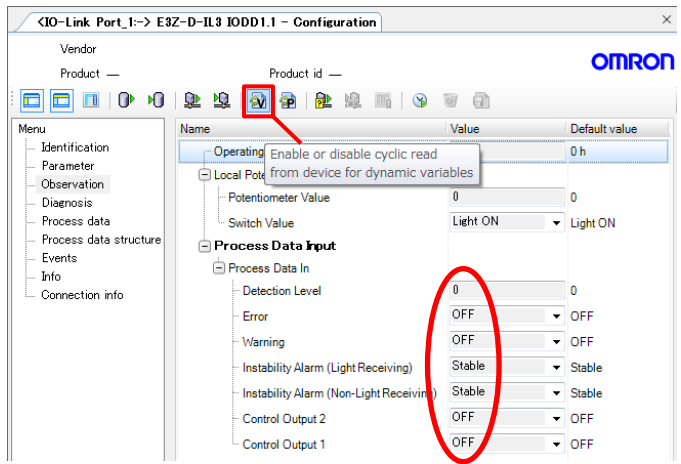 <IO-Link Port_1:-> E3Z-D-IL3 IODD1.1 - Configuration
Vendor
Product —
Product id —
OMRON
Menu
Identification
Parameter
Observation
Diagnosis
Process data
Process data structure
Events
Info
Connection info
Name Value Default value
Operating 0 h
Enable or disable cyclic read
from device for dynamic variables
Local Pote
Potentiometer Value 0 0
Switch Value Light ON Light ON
Process Data Input
Process Data In
Detection Level 0 0
Error OFF OFF
Warning OFF OFF
Instability Alarm (Light Receiving) Stable Stable
Instability Alarm (Non-Light Receiving) Stable Stable
Control Output 2 OFF OFF
Control Output 1 OFF OFF